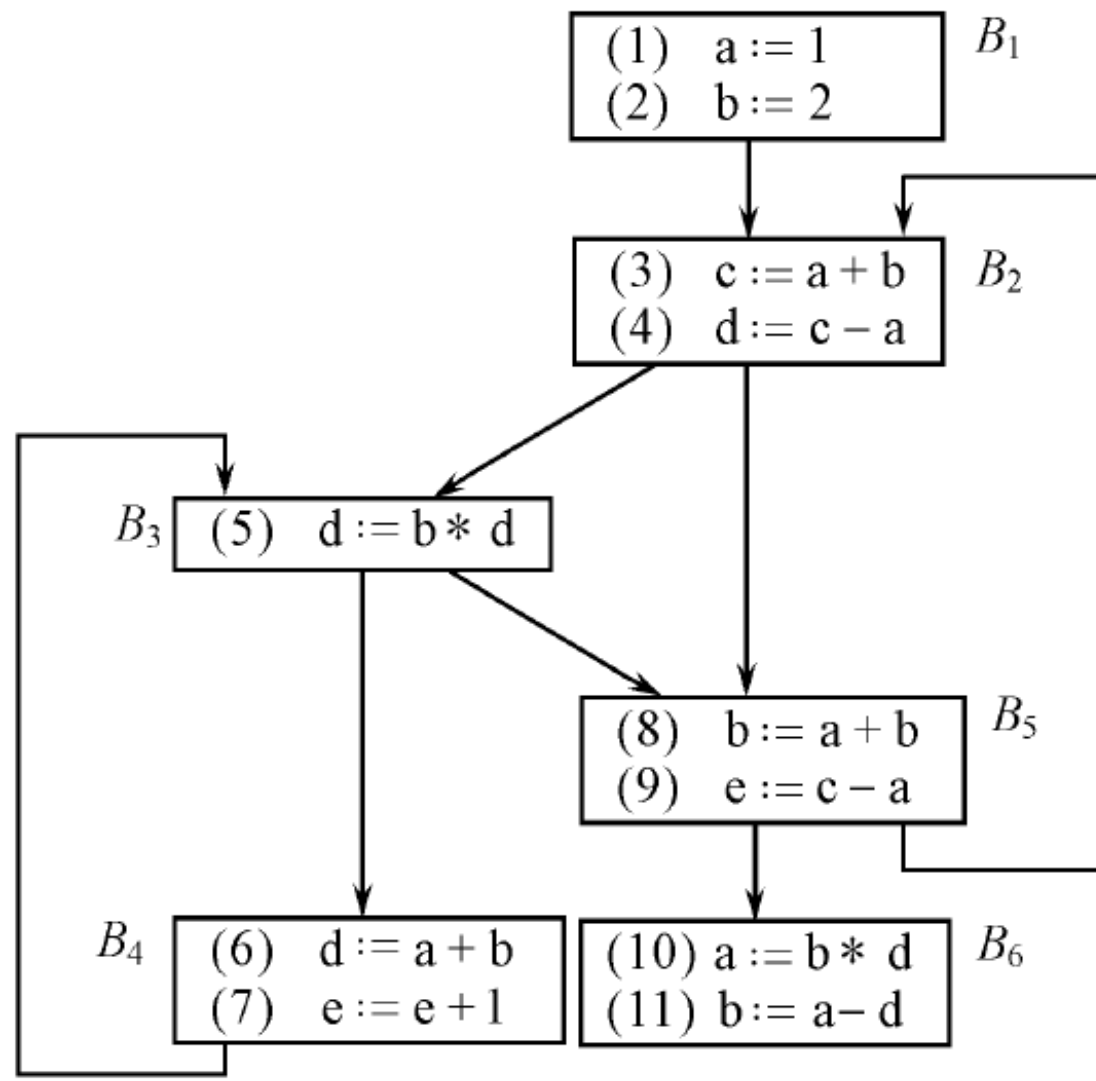 (1) a := 1 B₁
(2) b := 2
(3) c := a + b B₂
(4) d := c − a
B₃ (5) d := b * d
(8) b := a + b B₅
(9) e := c − a
B₄ (6) d := a + b
(7) e := e + 1
(10) a := b * d B₆
(11) b := a − d